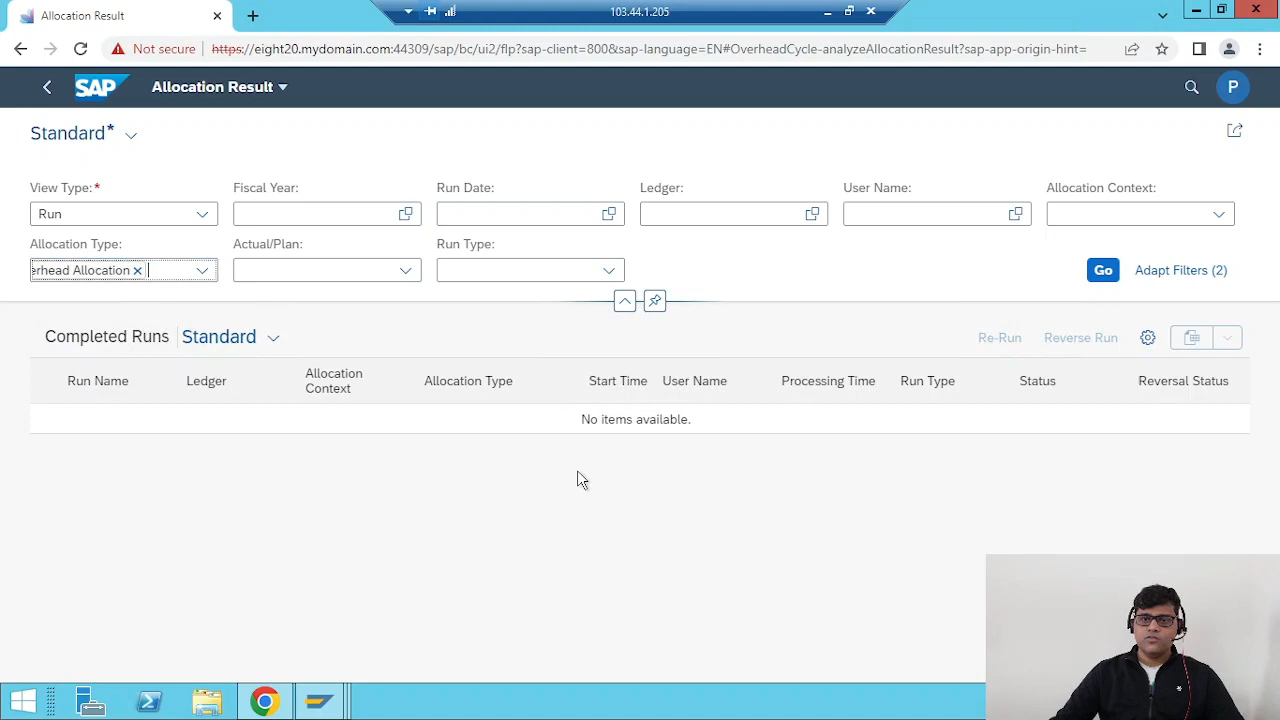 Allocation Result
103.44.1.205
Not secure
https://eight20.mydomain.com:44309/sap/bc/ui2/flp?sap-client=800&sap-language=EN#OverheadCycle-analyzeAllocationResult?sap-app-origin-hint=
SAP
Allocation Result
P
Standard*
View Type:*
Fiscal Year:
Run Date:
Ledger:
User Name:
Allocation Context:
Run
Allocation Type:
Actual/Plan:
Run Type:
erhead Allocation
Go
Adapt Filters (2)
Completed Runs
Standard
Re-Run
Reverse Run
Run Name
Ledger
Allocation
Context
Allocation Type
Start Time
User Name
Processing Time
Run Type
Status
Reversal Status
No items available.